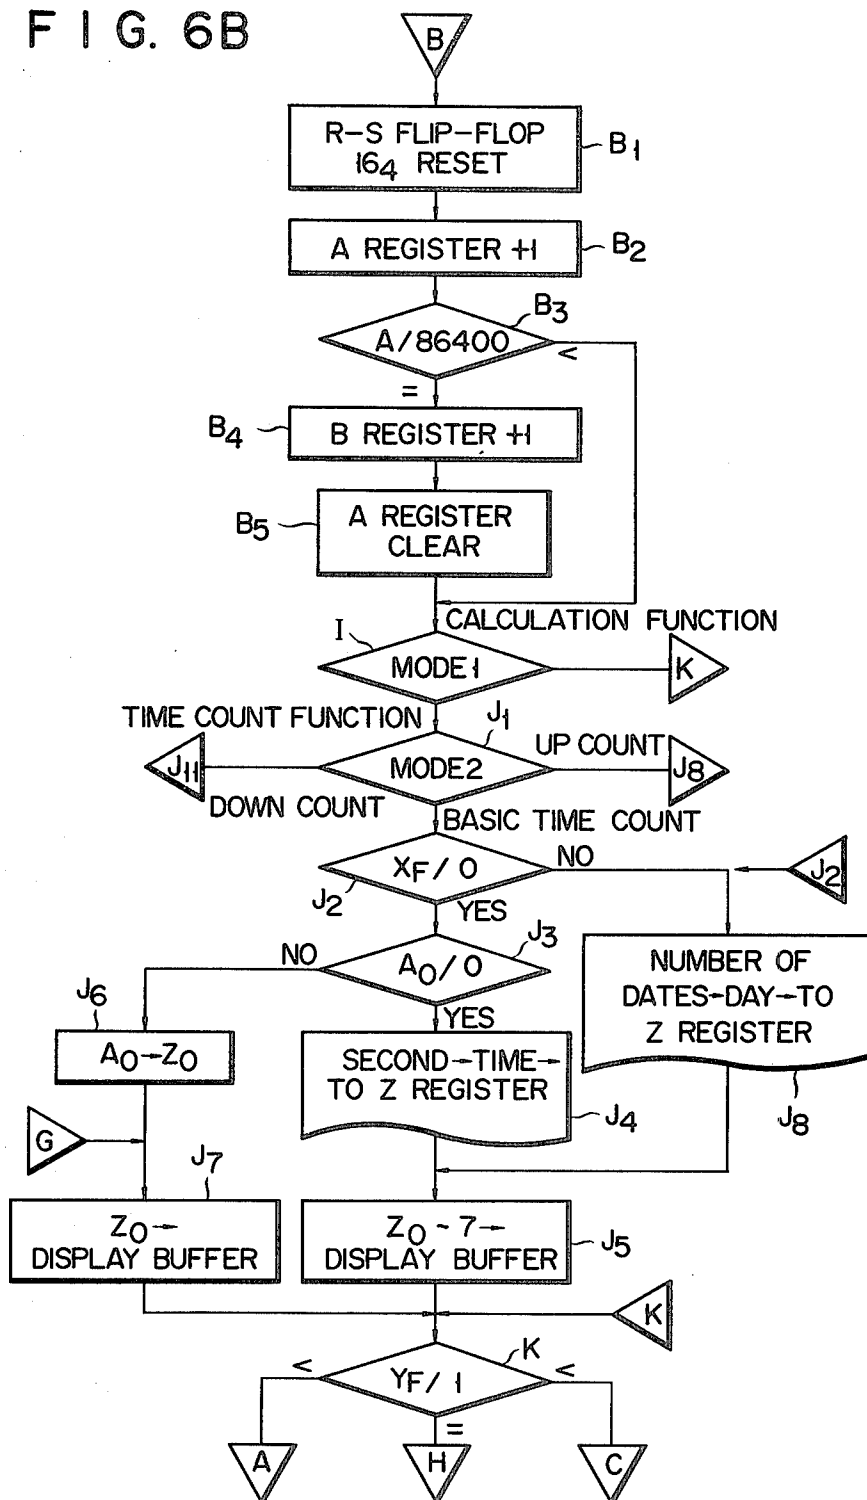 FIG. 6B
B
R-S FLIP-FLOP
16₄ RESET
B₁
A REGISTER +1
B₂
B₃
A/86400
<
=
B₄
B REGISTER +1
B₅
A REGISTER
CLEAR
CALCULATION FUNCTION
I
MODE1
K
TIME COUNT FUNCTION
J₁
UP COUNT
J₁₁
MODE2
J₈
DOWN COUNT
BASIC TIME COUNT
X_F / 0
NO
J₂
J₂
YES
J₃
NO
A₀/0
NUMBER OF
DATES→DAY→TO
Z REGISTER
J₆
YES
A₀→Z₀
SECOND→TIME→
TO Z REGISTER
J₄
J₈
G
J₇
Z₀→
DISPLAY BUFFER
Z₀~7→
DISPLAY BUFFER
J₅
K
K
<
Y_F/ 1
<
=
A
H
C